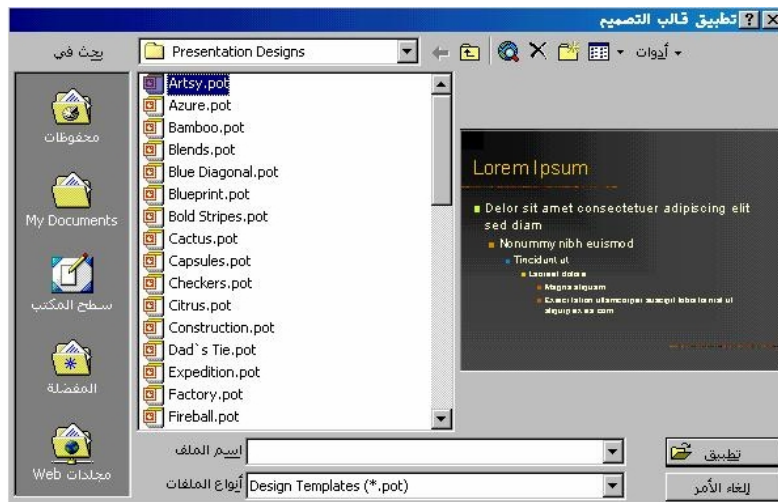 تطبيق قالب التصميم
بحث في
Presentation Designs
أدوات
محفوظات
My Documents
سطح المكتب
المفضلة
مجلدات Web
Artsy.pot
Azure.pot
Bamboo.pot
Blends.pot
Blue Diagonal.pot
Blueprint.pot
Bold Stripes.pot
Cactus.pot
Capsules.pot
Checkers.pot
Citrus.pot
Construction.pot
Dad`s Tie.pot
Expedition.pot
Factory.pot
Fireball.pot
Lorem Ipsum
Delor sit amet consectetuer adipiscing elit
sed diam
Nonummy nibh euismod
Tincidunt ut
Laoreet dolore
Magna aliquam
اسم الملف
تطبيق
أنواع الملفات
Design Templates (*.pot)
إلغاء الأمر